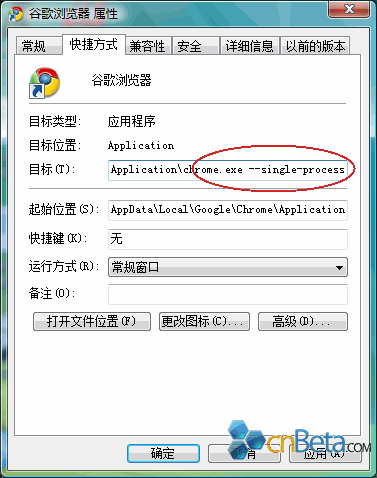 谷歌浏览器 属性
常规 快捷方式 兼容性 安全 详细信息 以前的版本
谷歌浏览器
目标类型: 应用程序
目标位置: Application
目标(T): Application\chrome.exe --single-process
起始位置(S): AppData\Local\Google\Chrome\Application
快捷键(K): 无
运行方式(R): 常规窗口
备注(O):
打开文件位置(F) 更改图标(C)... 高级(D)...
确定 消 应用(A)
cnBeta.COM